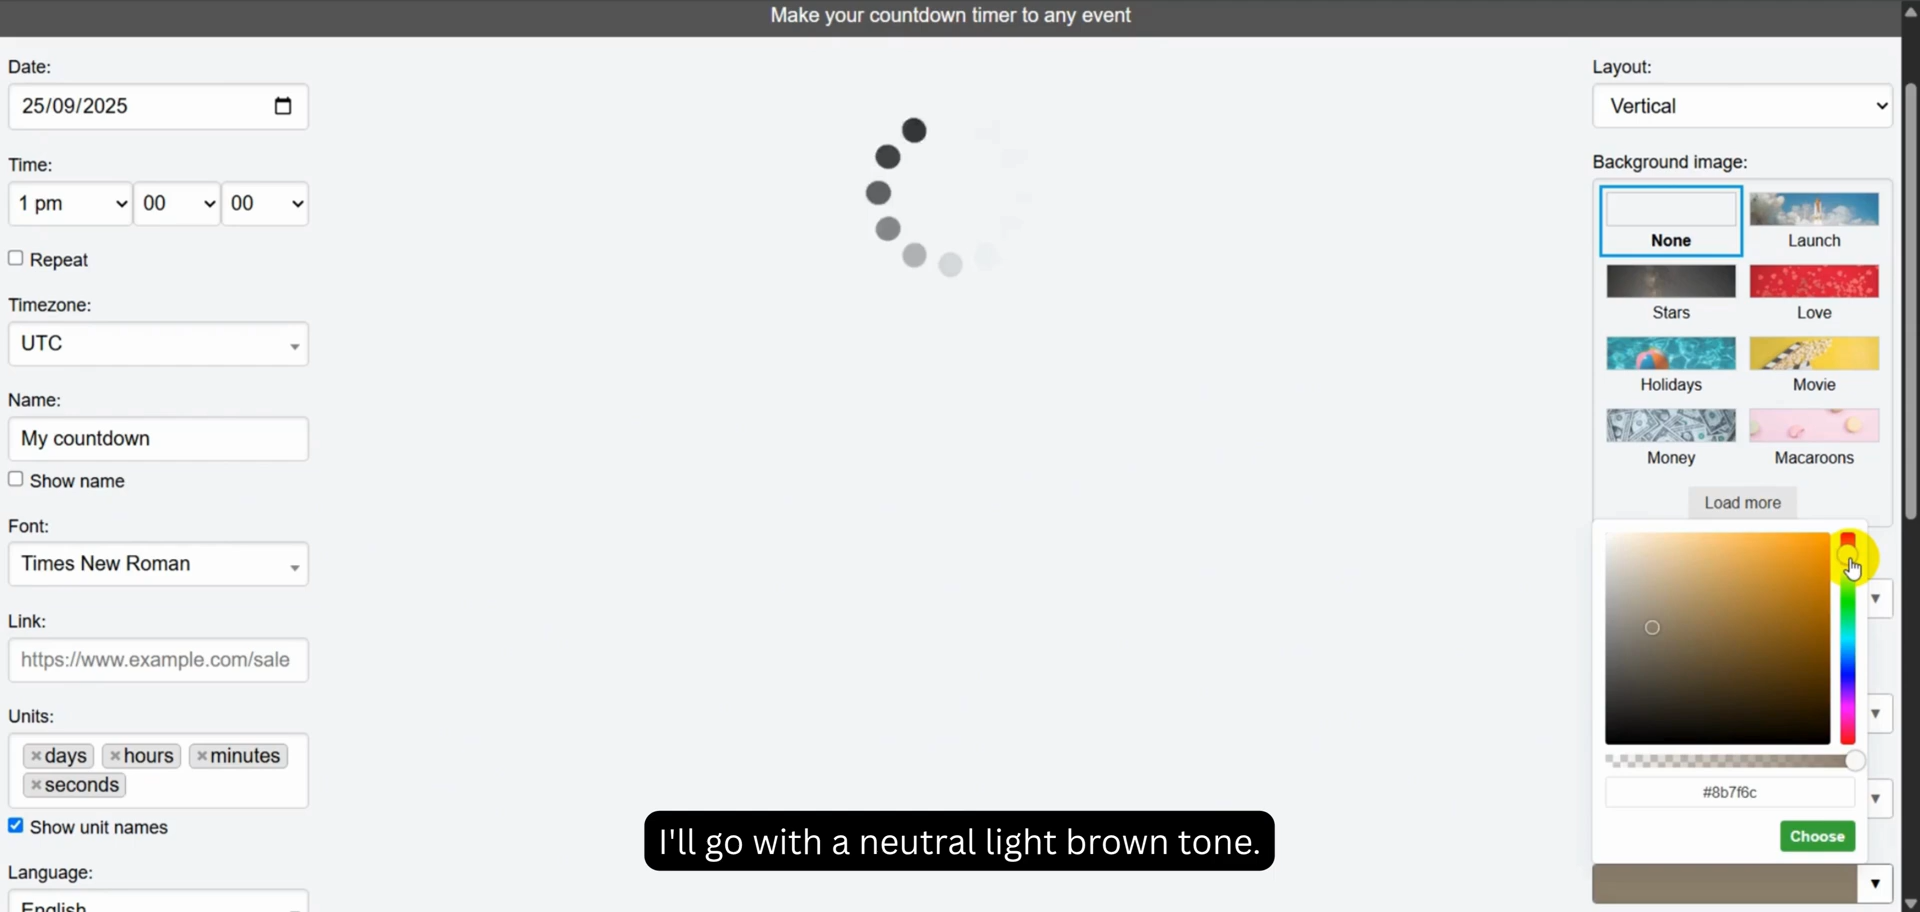 Make your countdown timer to any event
Date:
25/09/2025
Time:
1 pm
00
00
Repeat
Timezone:
UTC
Name:
My countdown
Show name
Font:
Times New Roman
Link:
https://www.example.com/sale
Units:
×days ×hours ×minutes
×seconds
Show unit names
Language:
English
Layout:
Vertical
Background image:
None
Launch
Stars
Love
Holidays
Movie
Money
Macaroons
Load more
#8b7f6c
Choose
I'll go with a neutral light brown tone.